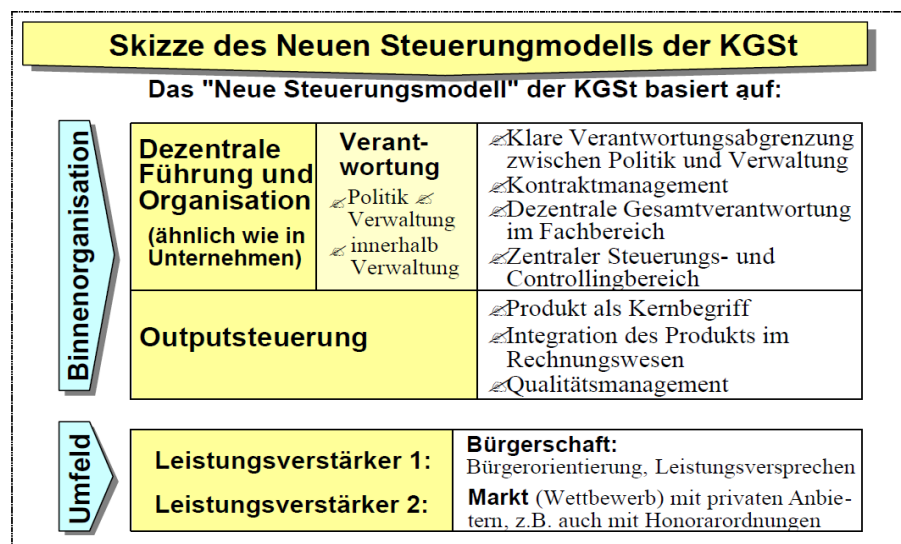 Skizze des Neuen Steuerungmodells der KGSt
Das "Neue Steuerungsmodell" der KGSt basiert auf:
Binnenorganisation
Dezentrale
Führung und
Organisation
(ähnlich wie in
Unternehmen)
Verant-
wortung
Politik
Verwaltung
innerhalb
Verwaltung
Klare Verantwortungsabgrenzung
zwischen Politik und Verwaltung
Kontraktmanagement
Dezentrale Gesamtverantwortung
im Fachbereich
Zentraler Steuerungs- und
Controllingbereich
Outputsteuerung
Produkt als Kernbegriff
Integration des Produkts im
Rechnungswesen
Qualitätsmanagement
Umfeld
Leistungsverstärker 1:
Bürgerschaft:
Bürgerorientierung, Leistungsversprechen
Leistungsverstärker 2:
Markt (Wettbewerb) mit privaten Anbie-
tern, z.B. auch mit Honorarordnungen